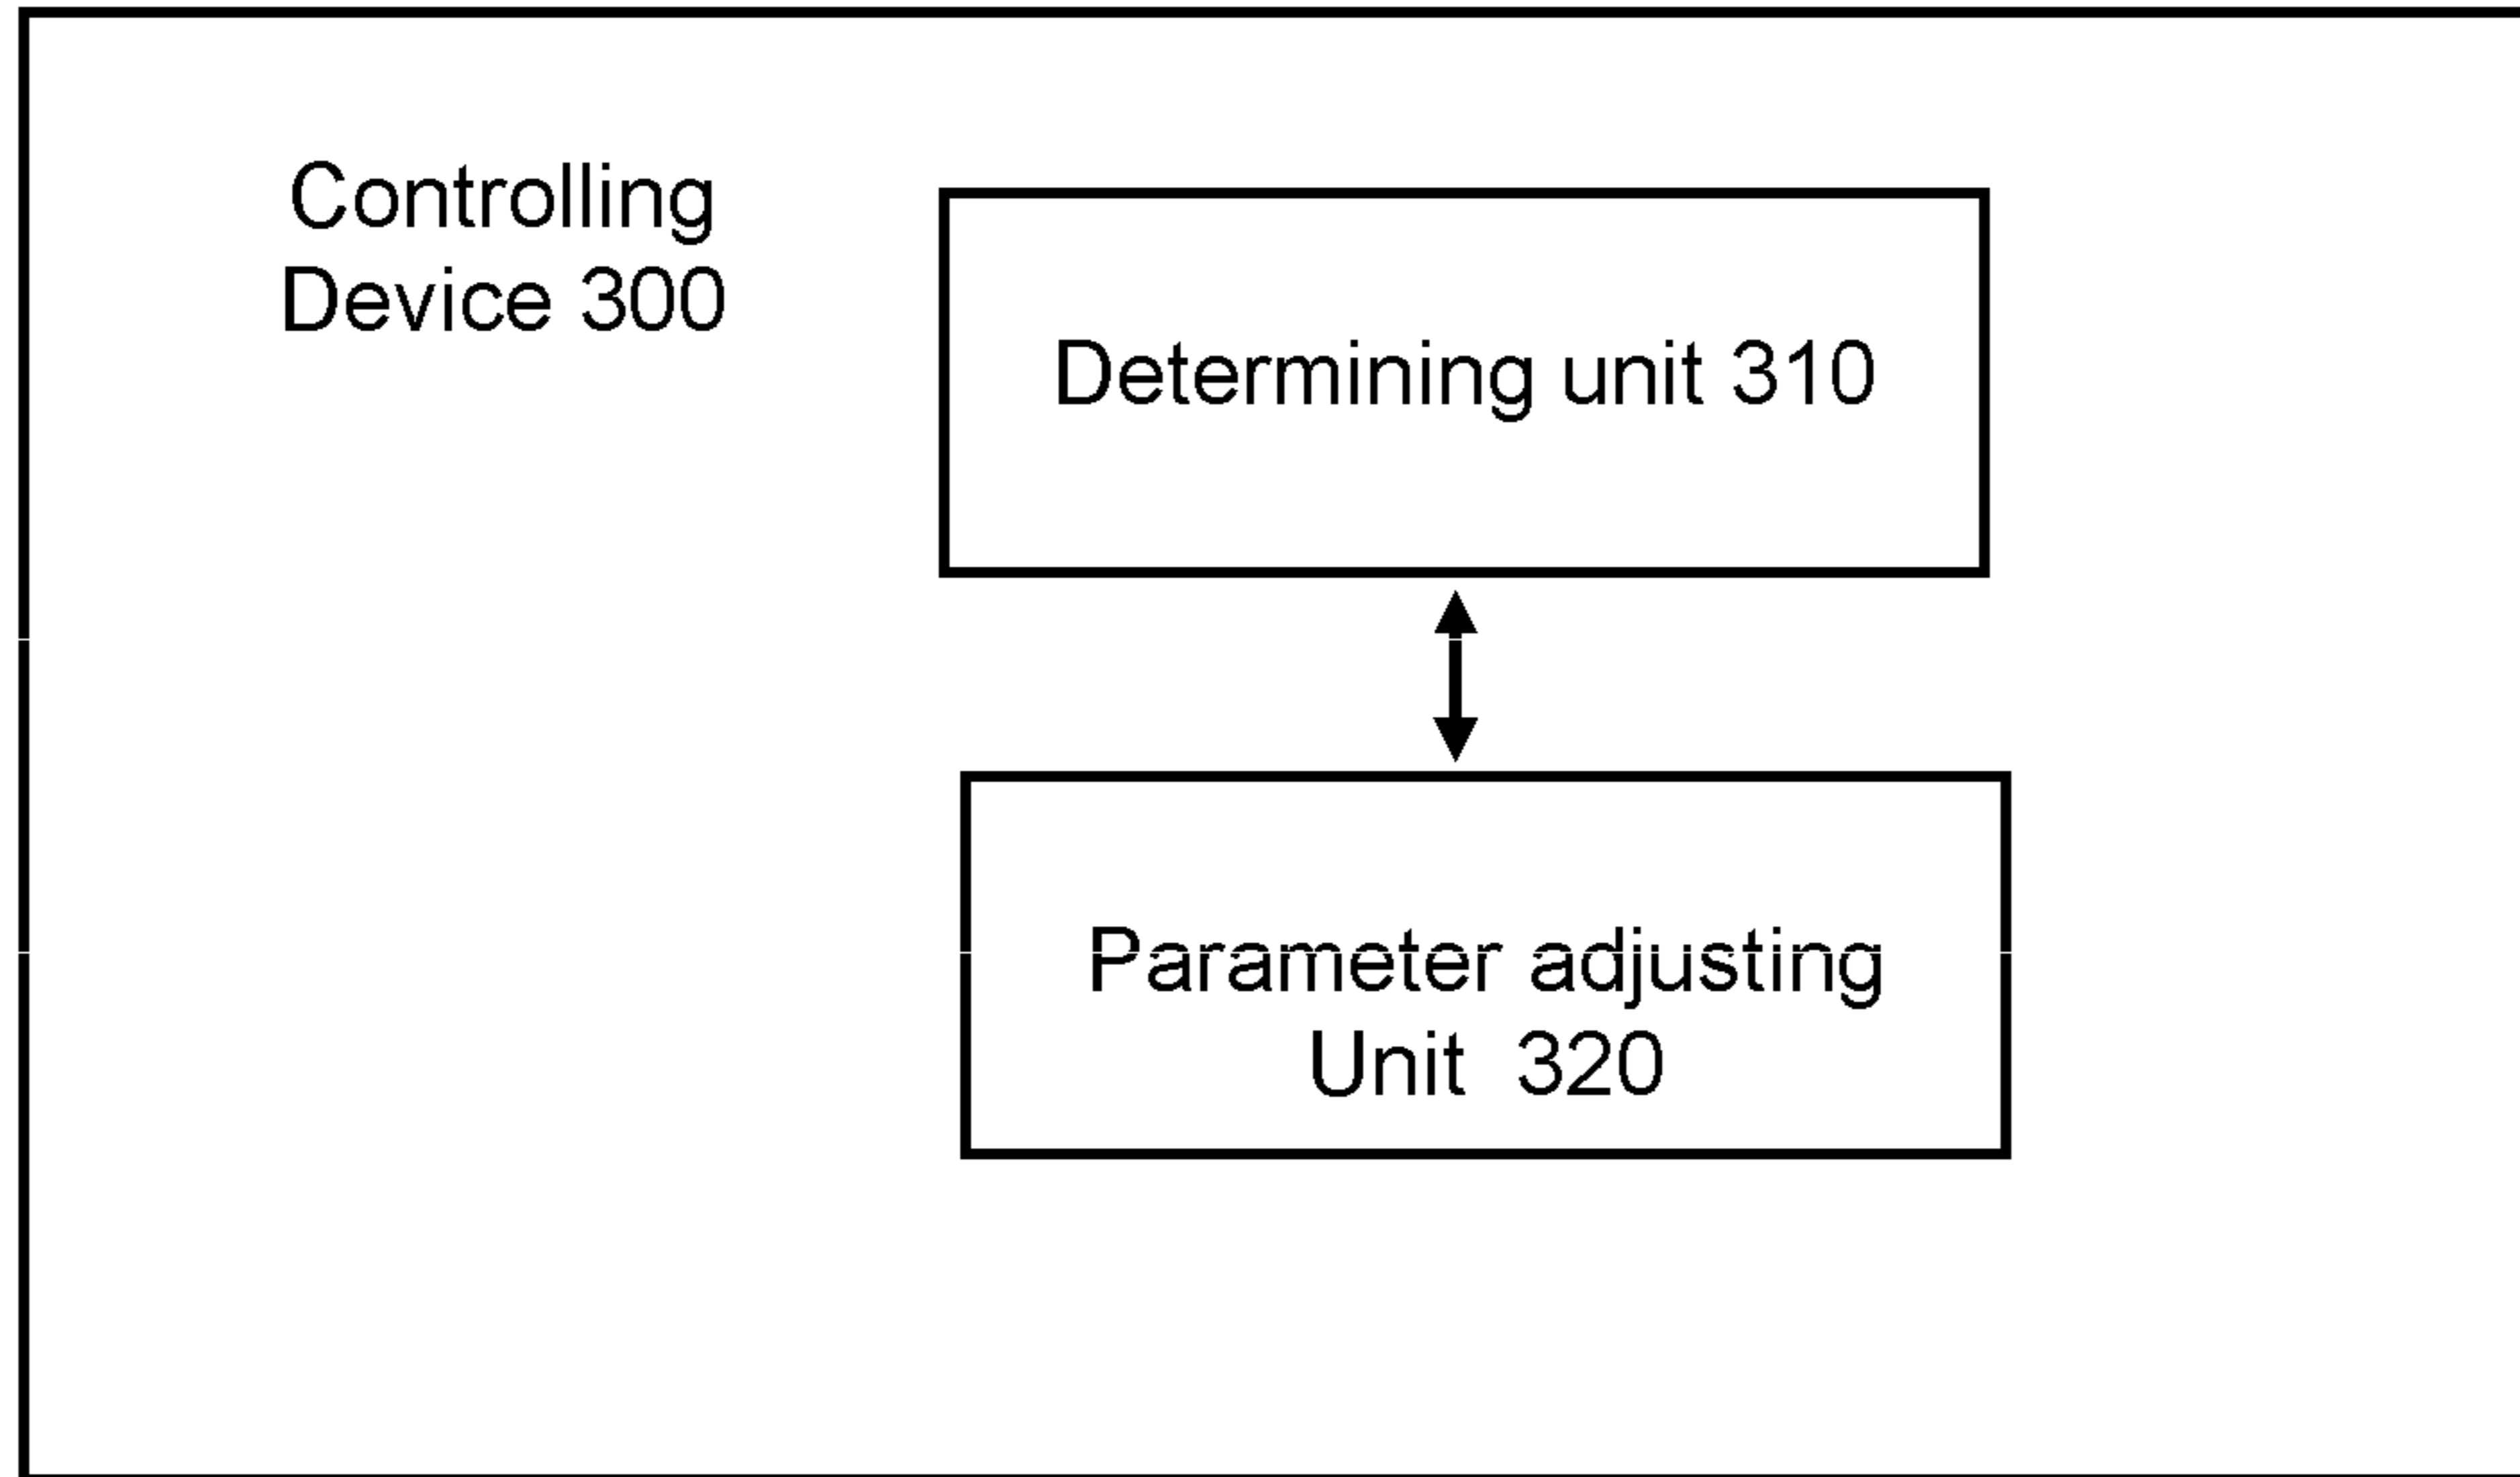 Controlling
Device 300
Determining unit 310
Parameter adjusting
Unit 320